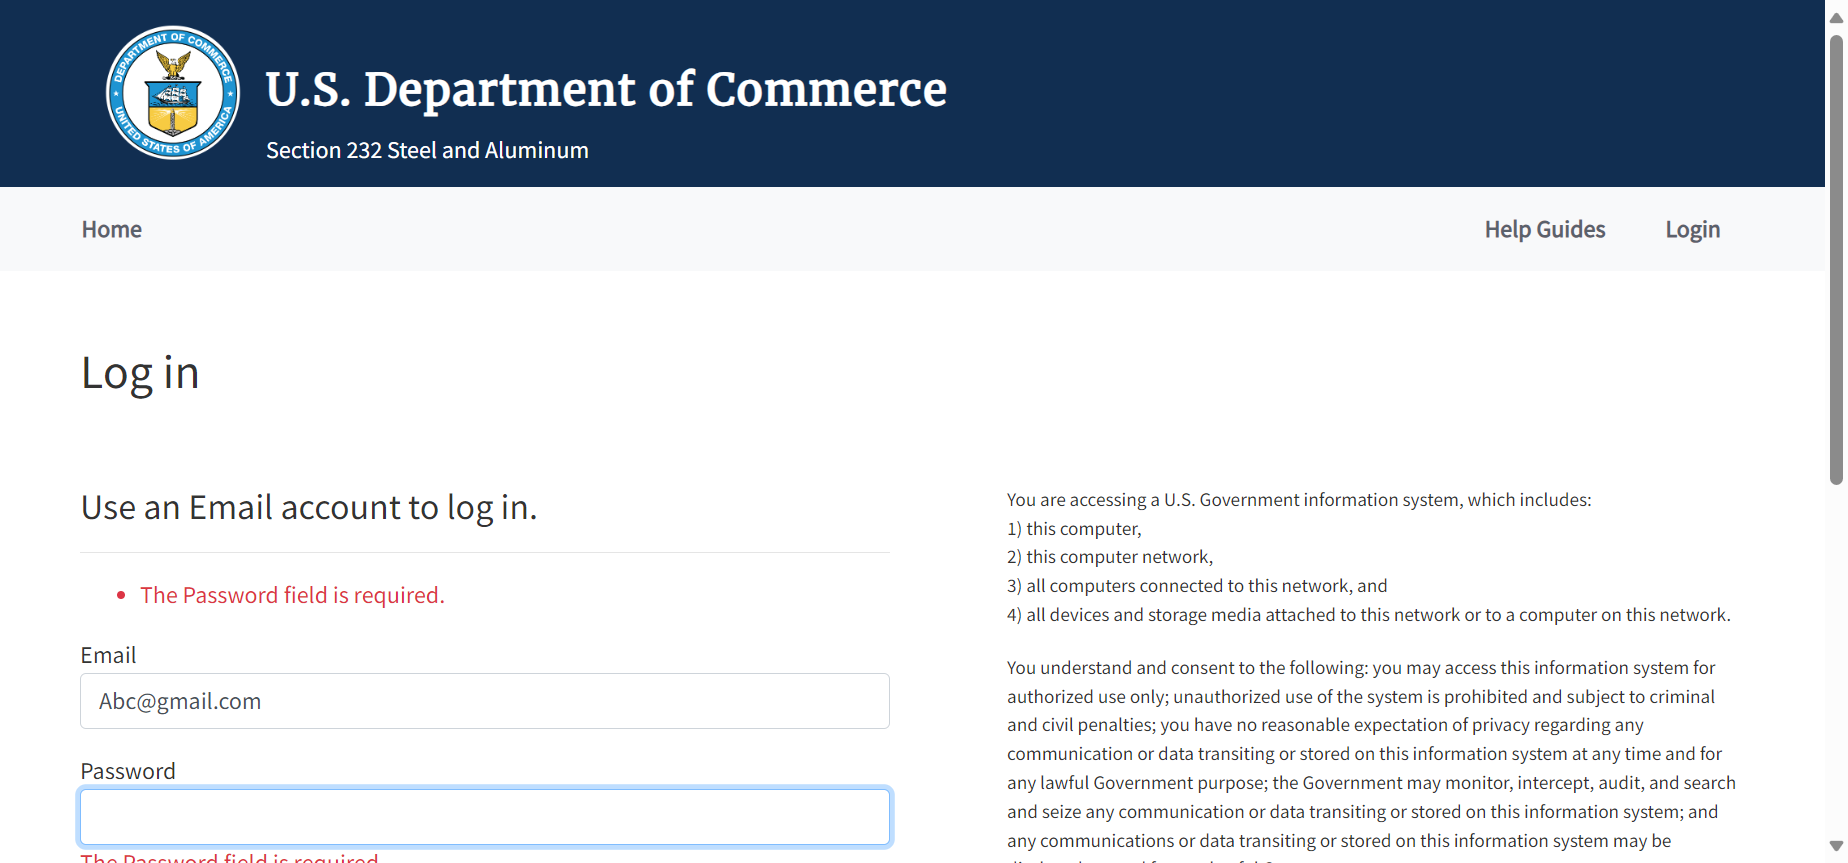 DEPARTMENT OF COMMERCE
UNITED STATES OF AMERICA
U.S. Department of Commerce
Section 232 Steel and Aluminum
Home
Help Guides
Login
Log in
Use an Email account to log in.
The Password field is required.
Email
Abc@gmail.com
Password
The Password field is required.
You are accessing a U.S. Government information system, which includes:
1) this computer,
2) this computer network,
3) all computers connected to this network, and
4) all devices and storage media attached to this network or to a computer on this network.
You understand and consent to the following: you may access this information system for
authorized use only; unauthorized use of the system is prohibited and subject to criminal
and civil penalties; you have no reasonable expectation of privacy regarding any
communication or data transiting or stored on this information system at any time and for
any lawful Government purpose; the Government may monitor, intercept, audit, and search
and seize any communication or data transiting or stored on this information system; and
any communications or data transiting or stored on this information system may be